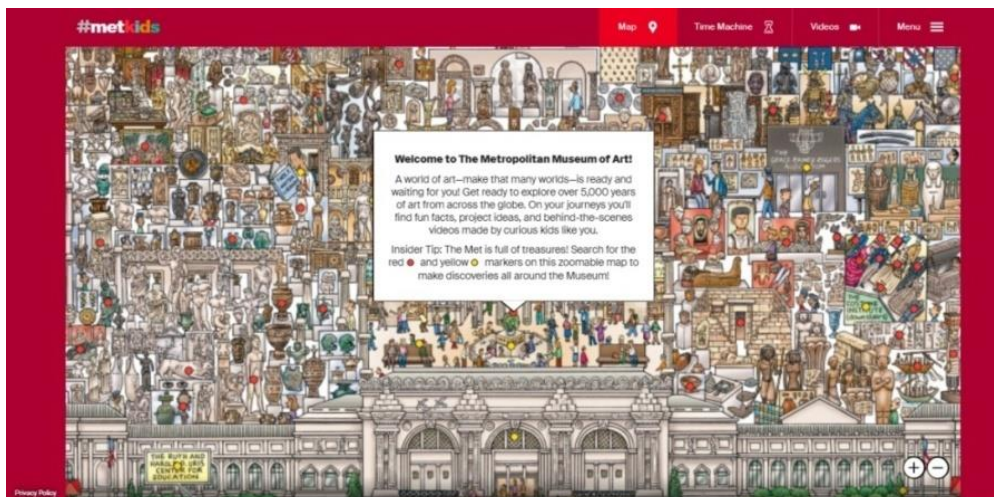 #metkids
Map
Time Machine
Videos
Menu
Welcome to The Metropolitan Museum of Art!
A world of art—make that many worlds—is ready and
waiting for you! Get ready to explore over 5,000 years
of art from across the globe. On your journeys you'll
find fun facts, project ideas, and behind-the-scenes
videos made by curious kids like you.
Insider Tip: The Met is full of treasures! Search for the
red and yellow markers on this zoomable map to
make discoveries all around the Museum!
THE
GRACE RAINEY ROGERS
THE RUTH AND
HAROLD D. URIS
CENTER FOR
EDUCATION
Privacy Policy